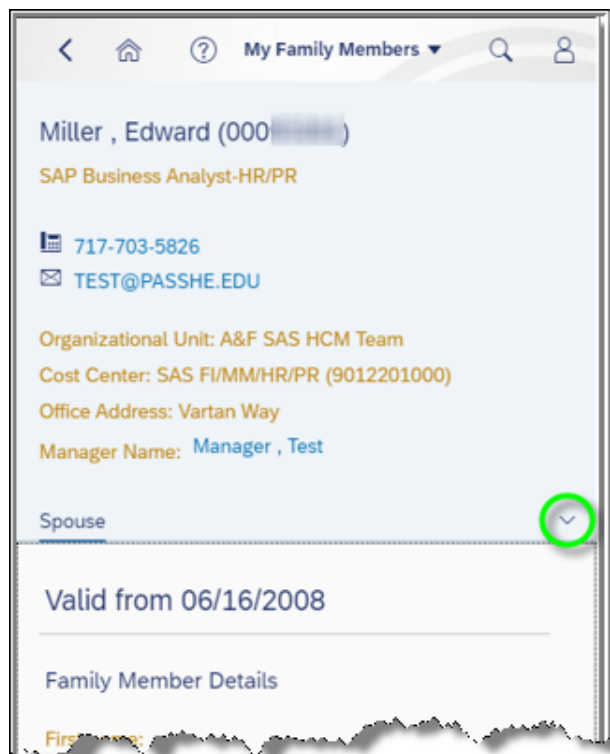 My Family Members
Miller , Edward (000 )
SAP Business Analyst-HR/PR
717-703-5826
TEST@PASSHE.EDU
Organizational Unit: A&F SAS HCM Team
Cost Center: SAS FI/MM/HR/PR (9012201000)
Office Address: Vartan Way
Manager Name: Manager , Test
Spouse
Valid from 06/16/2008
Family Member Details